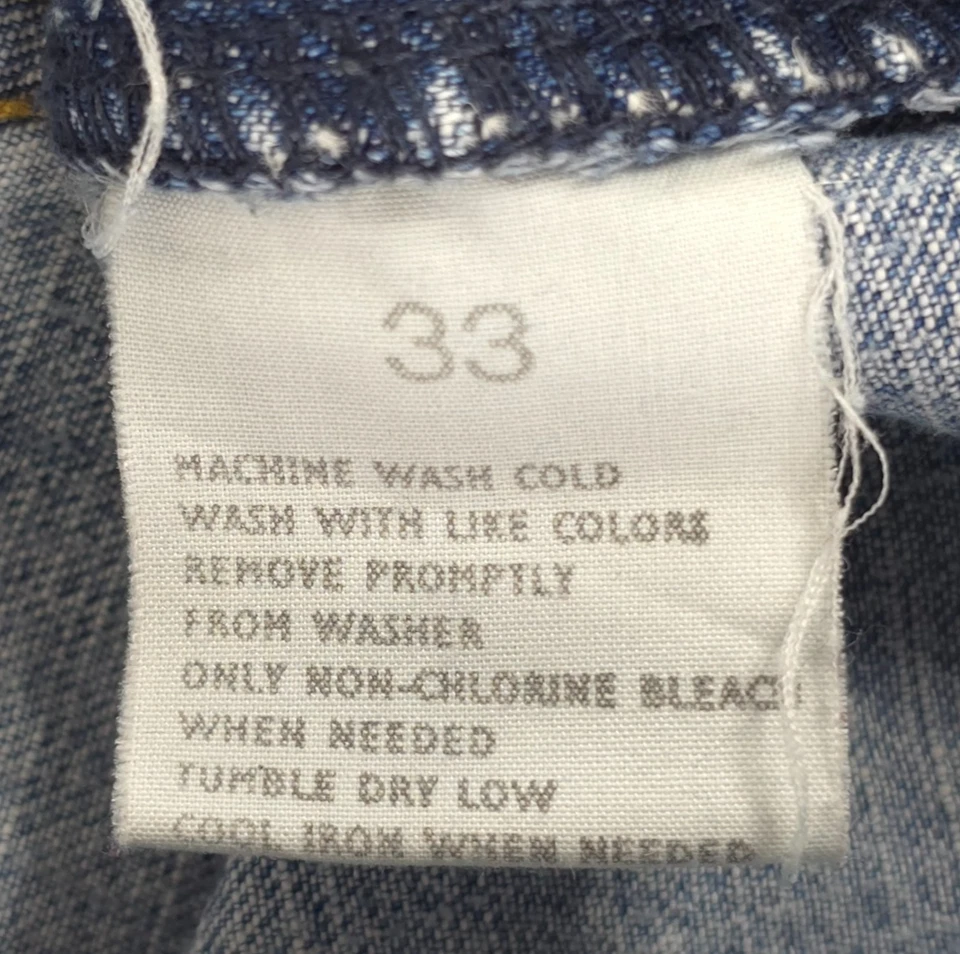 33
MACHINE WASH COLD
WASH WITH LIKE COLORS
REMOVE PROMPTLY
FROM WASHER
ONLY NON-CHLORINE BLEACH
WHEN NEEDED
TUMBLE DRY LOW
COOL IRON WHEN NEEDED